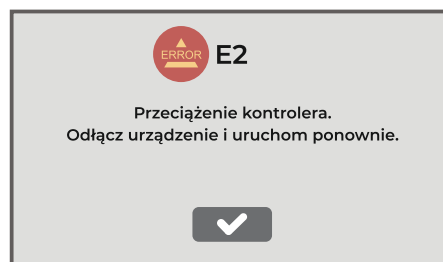 ERROR E2
Przeciążenie kontrolera.
Odłącz urządzenie i uruchom ponownie.